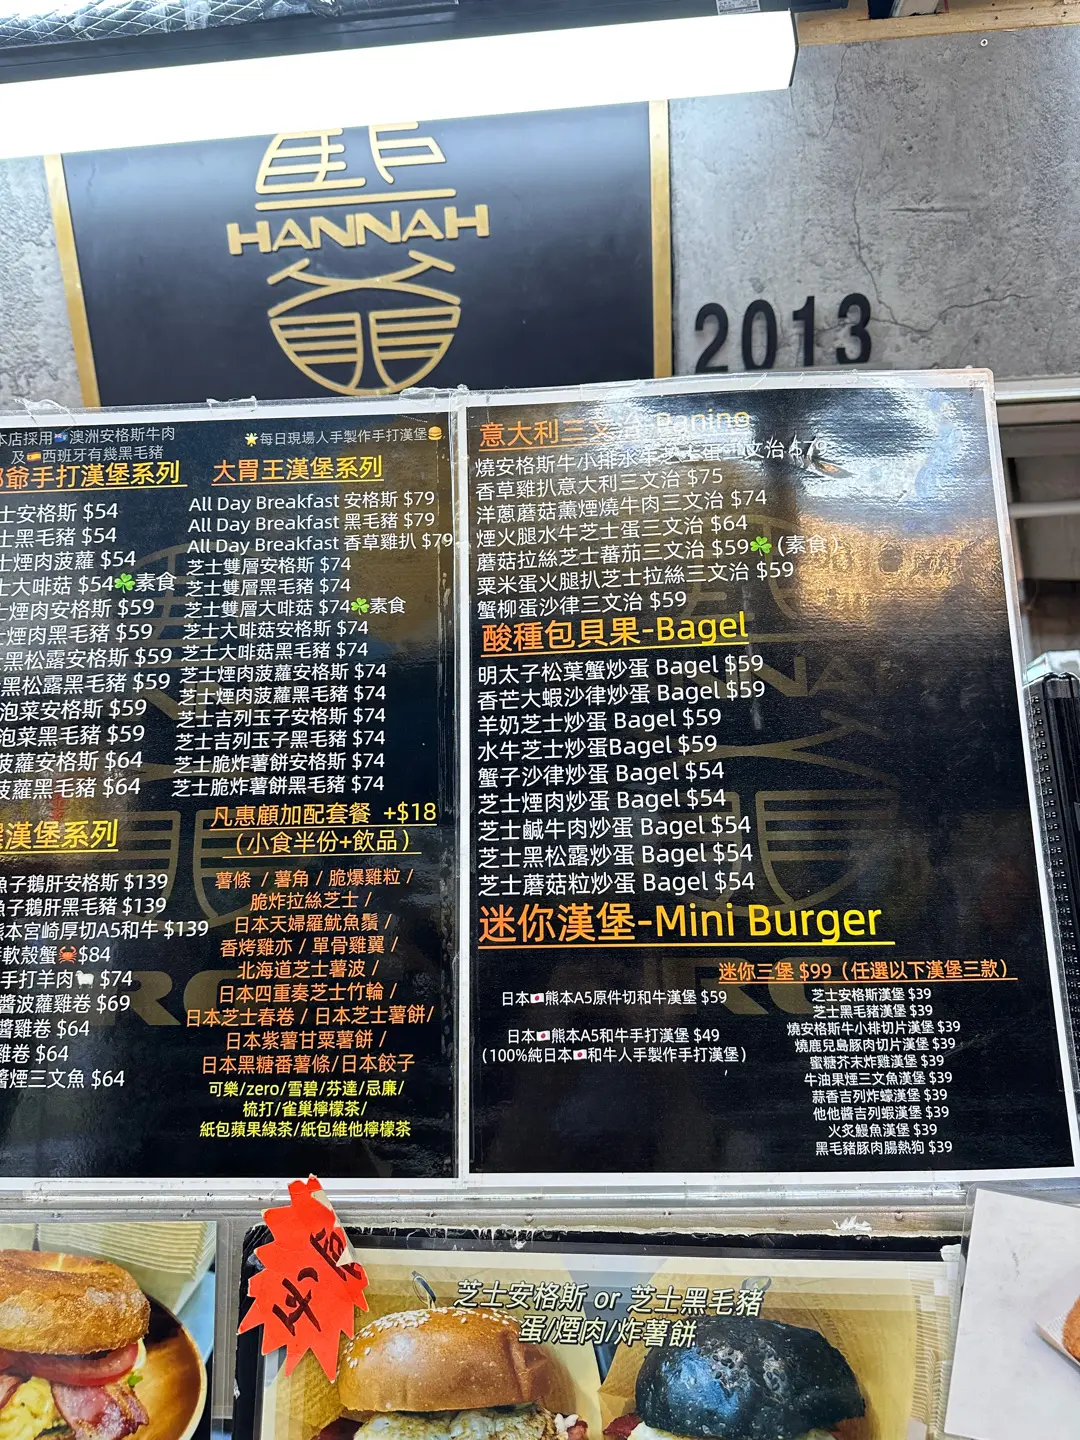 HANNAH
2013
本店採用🇦🇺澳洲安格斯牛肉
及🇪🇸西班牙有幾黑毛豬
🌟每日現場人手製作手打漢堡🍔
爺手打漢堡系列
士安格斯 $54
士黑毛豬 $54
士煙肉菠蘿 $54
士大啡菇 $54☘️素食
士煙肉安格斯 $59
士煙肉黑毛豬 $59
士黑松露安格斯 $59
黑松露黑毛豬 $59
泡菜安格斯 $59
泡菜黑毛豬 $59
菠蘿安格斯 $64
菠蘿黑毛豬 $64
漢堡系列
魚子鵝肝安格斯 $139
魚子鵝肝黑毛豬 $139
熊本宮崎厚切A5和牛 $139
軟殼蟹🦀$84
手打羊肉🐑 $74
醬波蘿雞卷 $69
醬雞卷 $64
雞卷 $64
醬煙三文魚 $64
大胃王漢堡系列
All Day Breakfast 安格斯 $79
All Day Breakfast 黑毛豬 $79
All Day Breakfast 香草雞扒 $79
芝士雙層安格斯 $74
芝士雙層黑毛豬 $74
芝士雙層大啡菇 $74☘️素食
芝士大啡菇安格斯 $74
芝士大啡菇黑毛豬 $74
芝士煙肉菠蘿安格斯 $74
芝士煙肉菠蘿黑毛豬 $74
芝士吉列玉子安格斯 $74
芝士吉列玉子黑毛豬 $74
芝士脆炸薯餅安格斯 $74
芝士脆炸薯餅黑毛豬 $74
凡惠顧加配套餐 +$18
（小食半份+飲品）
薯條 / 薯角 / 脆爆雞粒 /
脆炸拉絲芝士 /
日本天婦羅魷魚鬚 /
香烤雞亦 / 單骨雞翼 /
北海道芝士薯波 /
日本四重奏芝士竹輪 /
日本芝士春卷 / 日本芝士薯餅/
日本紫薯甘粟薯餅 /
日本黑糖番薯條/日本餃子
可樂/zero/雪碧/芬達/忌廉/
梳打/雀巢檸檬茶/
紙包蘋果綠茶/紙包維他檸檬茶
意大利三文治 Panino
燒安格斯牛小排水牛芝士蛋三文治 $79
香草雞扒意大利三文治 $75
洋蔥蘑菇薰煙燒牛肉三文治 $74
煙火腿水牛芝士蛋三文治 $64
蘑菇拉絲芝士蕃茄三文治 $59☘️ (素食)
粟米蛋火腿扒芝士拉絲三文治 $59
蟹柳蛋沙律三文治 $59
酸種包貝果-Bagel
明太子松葉蟹炒蛋 Bagel $59
香芒大蝦沙律炒蛋 Bagel $59
羊奶芝士炒蛋 Bagel $59
水牛芝士炒蛋Bagel $59
蟹子沙律炒蛋 Bagel $54
芝士煙肉炒蛋 Bagel $54
芝士鹹牛肉炒蛋 Bagel $54
芝士黑松露炒蛋 Bagel $54
芝士蘑菇粒炒蛋 Bagel $54
迷你漢堡-Mini Burger
迷你三堡 $99（任選以下漢堡三款）
日本🇯🇵熊本A5原件切和牛漢堡 $59
日本🇯🇵熊本A5和牛手打漢堡 $49
(100%純日本🇯🇵和牛人手製作手打漢堡)
芝士安格斯漢堡 $39
芝士黑毛豬漢堡 $39
燒安格斯牛小排切片漢堡 $39
燒鹿兒島豚肉切片漢堡 $39
蜜糖芥末炸雞漢堡 $39
牛油果煙三文魚漢堡 $39
蒜香吉列炸蠔漢堡 $39
他他醬吉列蝦漢堡 $39
火炙鰻魚漢堡 $39
黑毛豬豚肉腸熱狗 $39
芝士安格斯 or 芝士黑毛豬
蛋/煙肉/炸薯餅